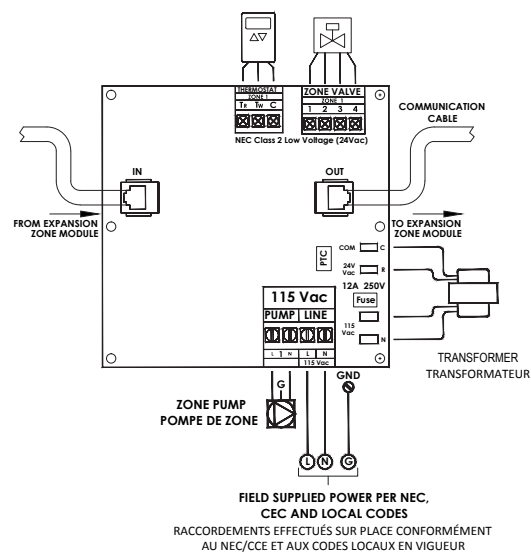 THERMOSTAT
ZONE 1
TR TW C
ZONE VALVE
ZONE 1
1 2 3 4
NEC Class 2 Low Voltage (24Vac)
COMMUNICATION
CABLE
IN
OUT
FROM EXPANSION
ZONE MODULE
TO EXPANSION
ZONE MODULE
PTC
COM C
24V
Vac R
12A 250V
Fuse
115
Vac N
115 Vac
PUMP LINE
L N L N
115 Vac
GND
G
ZONE PUMP
POMPE DE ZONE
TRANSFORMER
TRANSFORMATEUR
L N G
FIELD SUPPLIED POWER PER NEC,
CEC AND LOCAL CODES
RACCORDEMENTS EFFECTUÉS SUR PLACE CONFORMÉMENT
AU NEC/CCE ET AUX CODES LOCAUX EN VIGUEUR